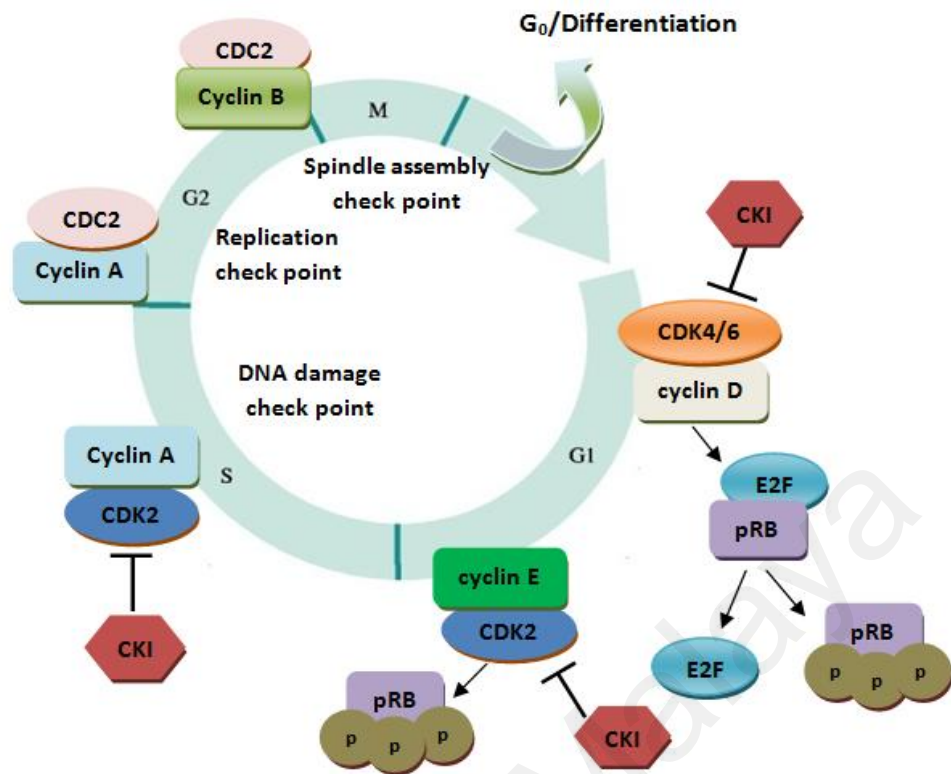 G₀/Differentiation
CDC2
Cyclin B
M
Spindle assembly
check point
G2
CDC2
Cyclin A
Replication
check point
CKI
CDK4/6
cyclin D
DNA damage
check point
Cyclin A
CDK2
S
G1
E2F
pRB
cyclin E
CDK2
CKI
pRB
p
p
p
E2F
pRB
p
p
p
CKI
Malaya